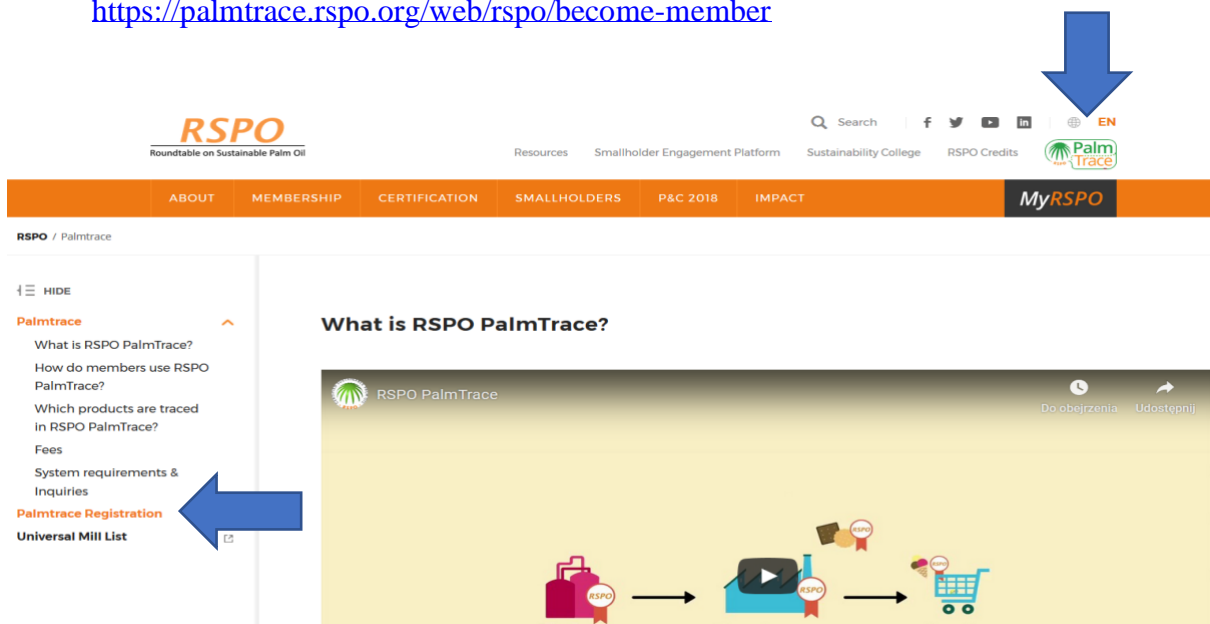 https://palmtrace.rspo.org/web/rspo/become-member
Search
EN
RSPO
Roundtable on Sustainable Palm Oil
Resources Smallholder Engagement Platform Sustainability College RSPO Credits
Palm
Trace
ABOUT MEMBERSHIP CERTIFICATION SMALLHOLDERS P&C 2018 IMPACT
MyRSPO
RSPO / Palmtrace
HIDE
Palmtrace
What is RSPO PalmTrace?
How do members use RSPO
PalmTrace?
Which products are traced
in RSPO PalmTrace?
Fees
System requirements &
Inquiries
Palmtrace Registration
Universal Mill List
What is RSPO PalmTrace?
RSPO PalmTrace
Do obejrzenia Udostępnij
RSPO
RSPO
RSPO
RSPO